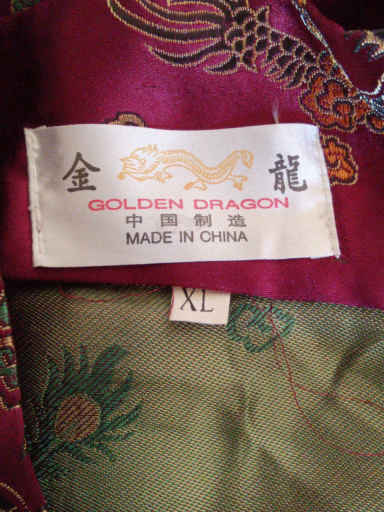 金 龍
GOLDEN DRAGON
中国制造
MADE IN CHINA
XL